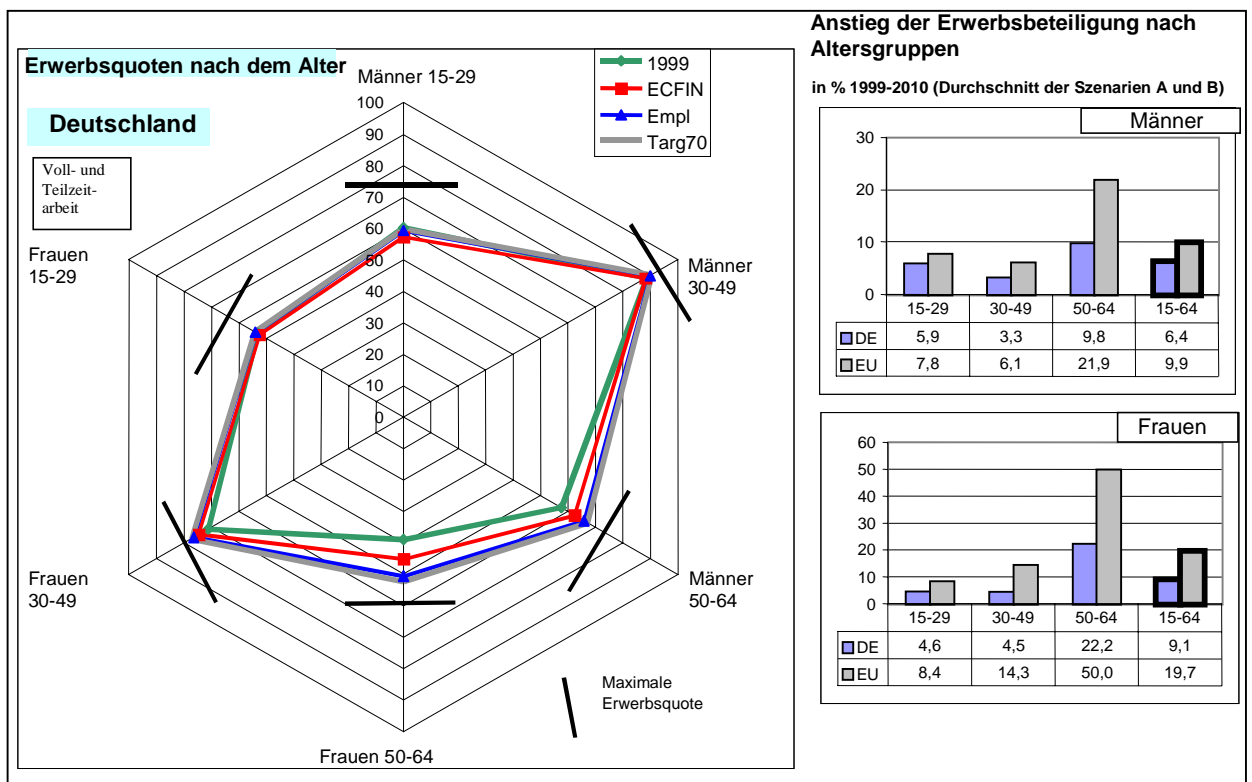 Erwerbsquoten nach dem Alter
Deutschland
Voll- und
Teilzeit-
arbeit
1999
ECFIN
Empl
Targ70
Männer 15-29
100
90
80
70
60
50
40
30
20
10
0
Frauen
15-29
Männer
30-49
Frauen
30-49
Männer
50-64
Frauen 50-64
Maximale
Erwerbsquote
Anstieg der Erwerbsbeteiligung nach
Altersgruppen
in % 1999-2010 (Durchschnitt der Szenarien A und B)
Männer
30
20
10
0
15-29 30-49 50-64 15-64
DE 5,9 3,3 9,8 6,4
EU 7,8 6,1 21,9 9,9
Frauen
60
50
40
30
20
10
0
15-29 30-49 50-64 15-64
DE 4,6 4,5 22,2 9,1
EU 8,4 14,3 50,0 19,7